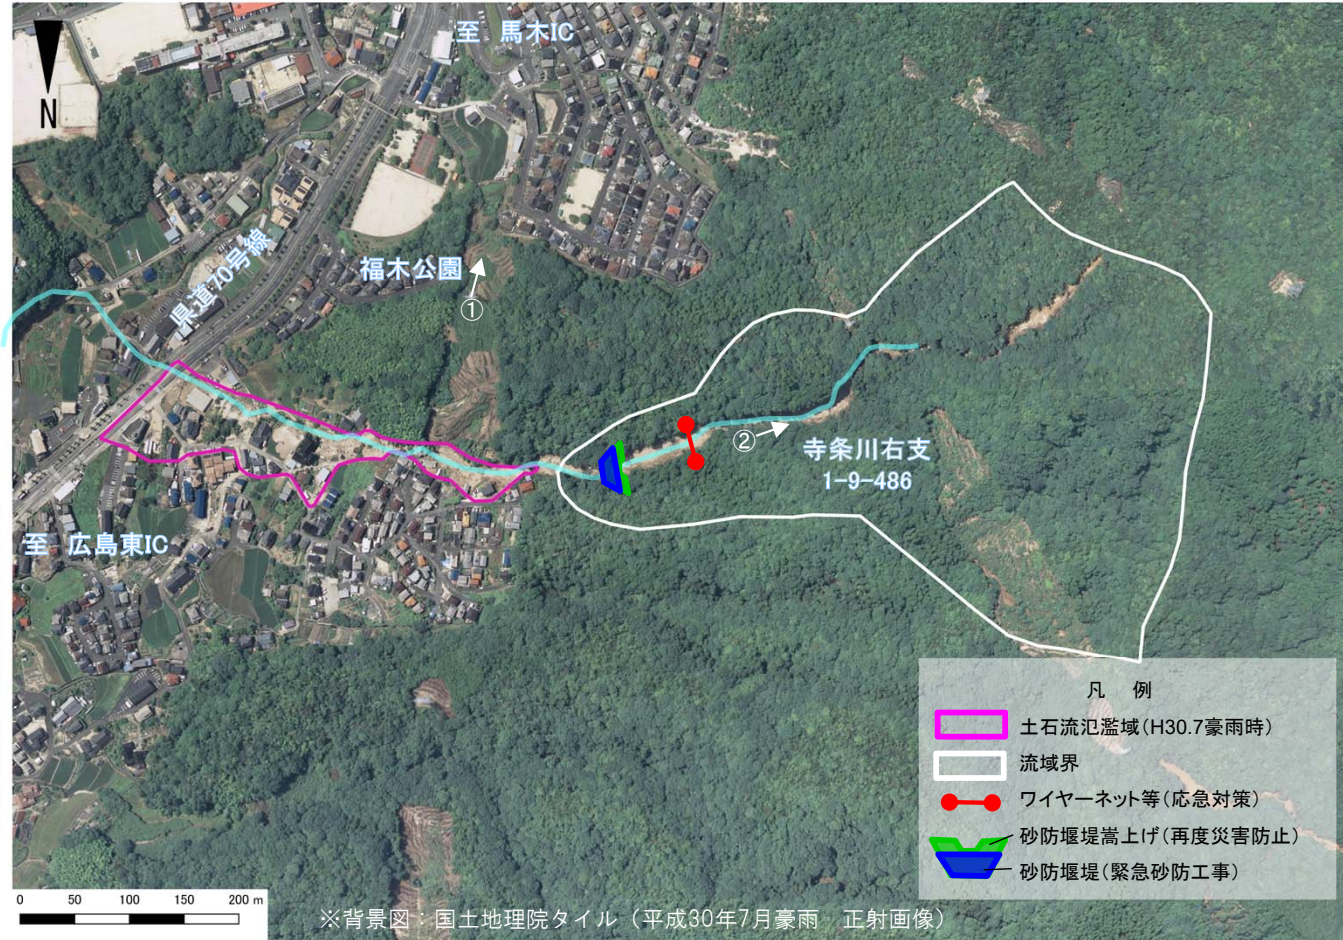 至 馬木IC
N
県道70号線
福木公園
①
②
寺条川右支
1-9-486
至 広島東IC
凡 例
土石流氾濫域(H30.7豪雨時)
流域界
ワイヤーネット等(応急対策)
砂防堰堤嵩上げ(再度災害防止)
砂防堰堤(緊急砂防工事)
0 50 100 150 200 m
※背景図:国土地理院タイル(平成30年7月豪雨 正射画像)